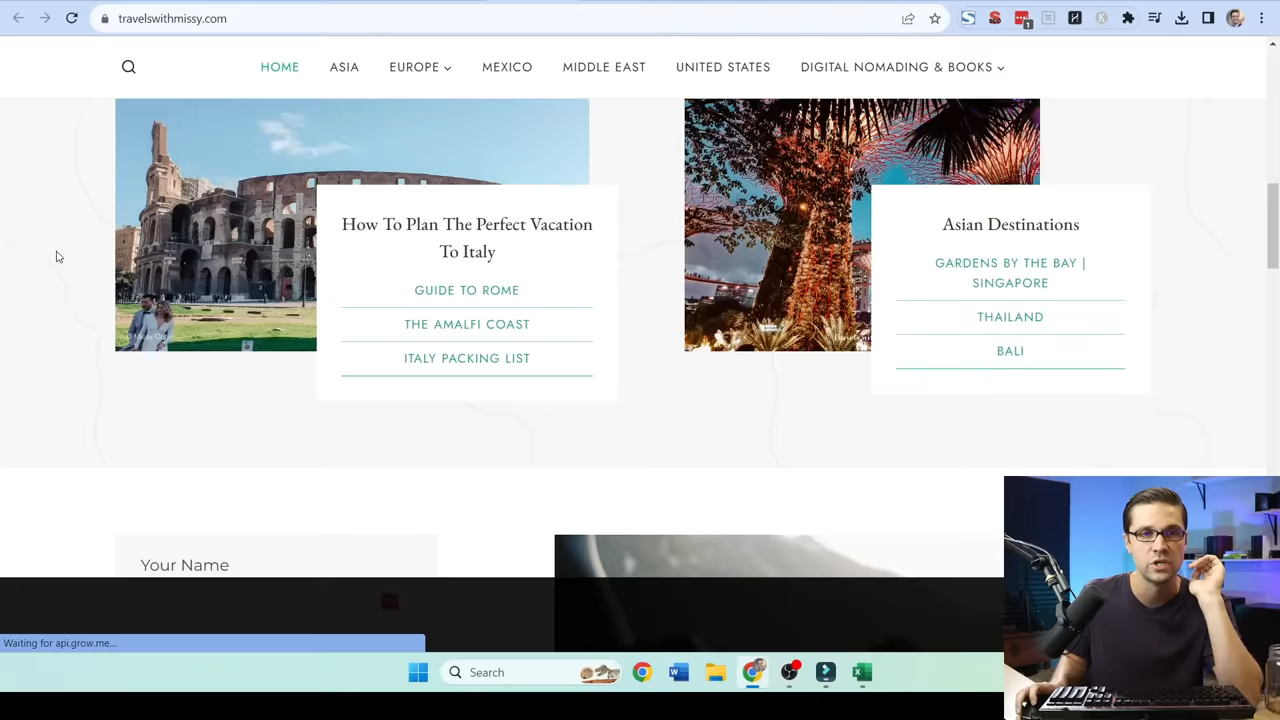 travelswithmissy.com
1
HOME
ASIA
EUROPE
MEXICO
MIDDLE EAST
UNITED STATES
DIGITAL NOMADING & BOOKS
How To Plan The Perfect Vacation
To Italy
GUIDE TO ROME
THE AMALFI COAST
ITALY PACKING LIST
Asian Destinations
GARDENS BY THE BAY |
SINGAPORE
THAILAND
BALI
Your Name
Waiting for api.grow.me...
Search